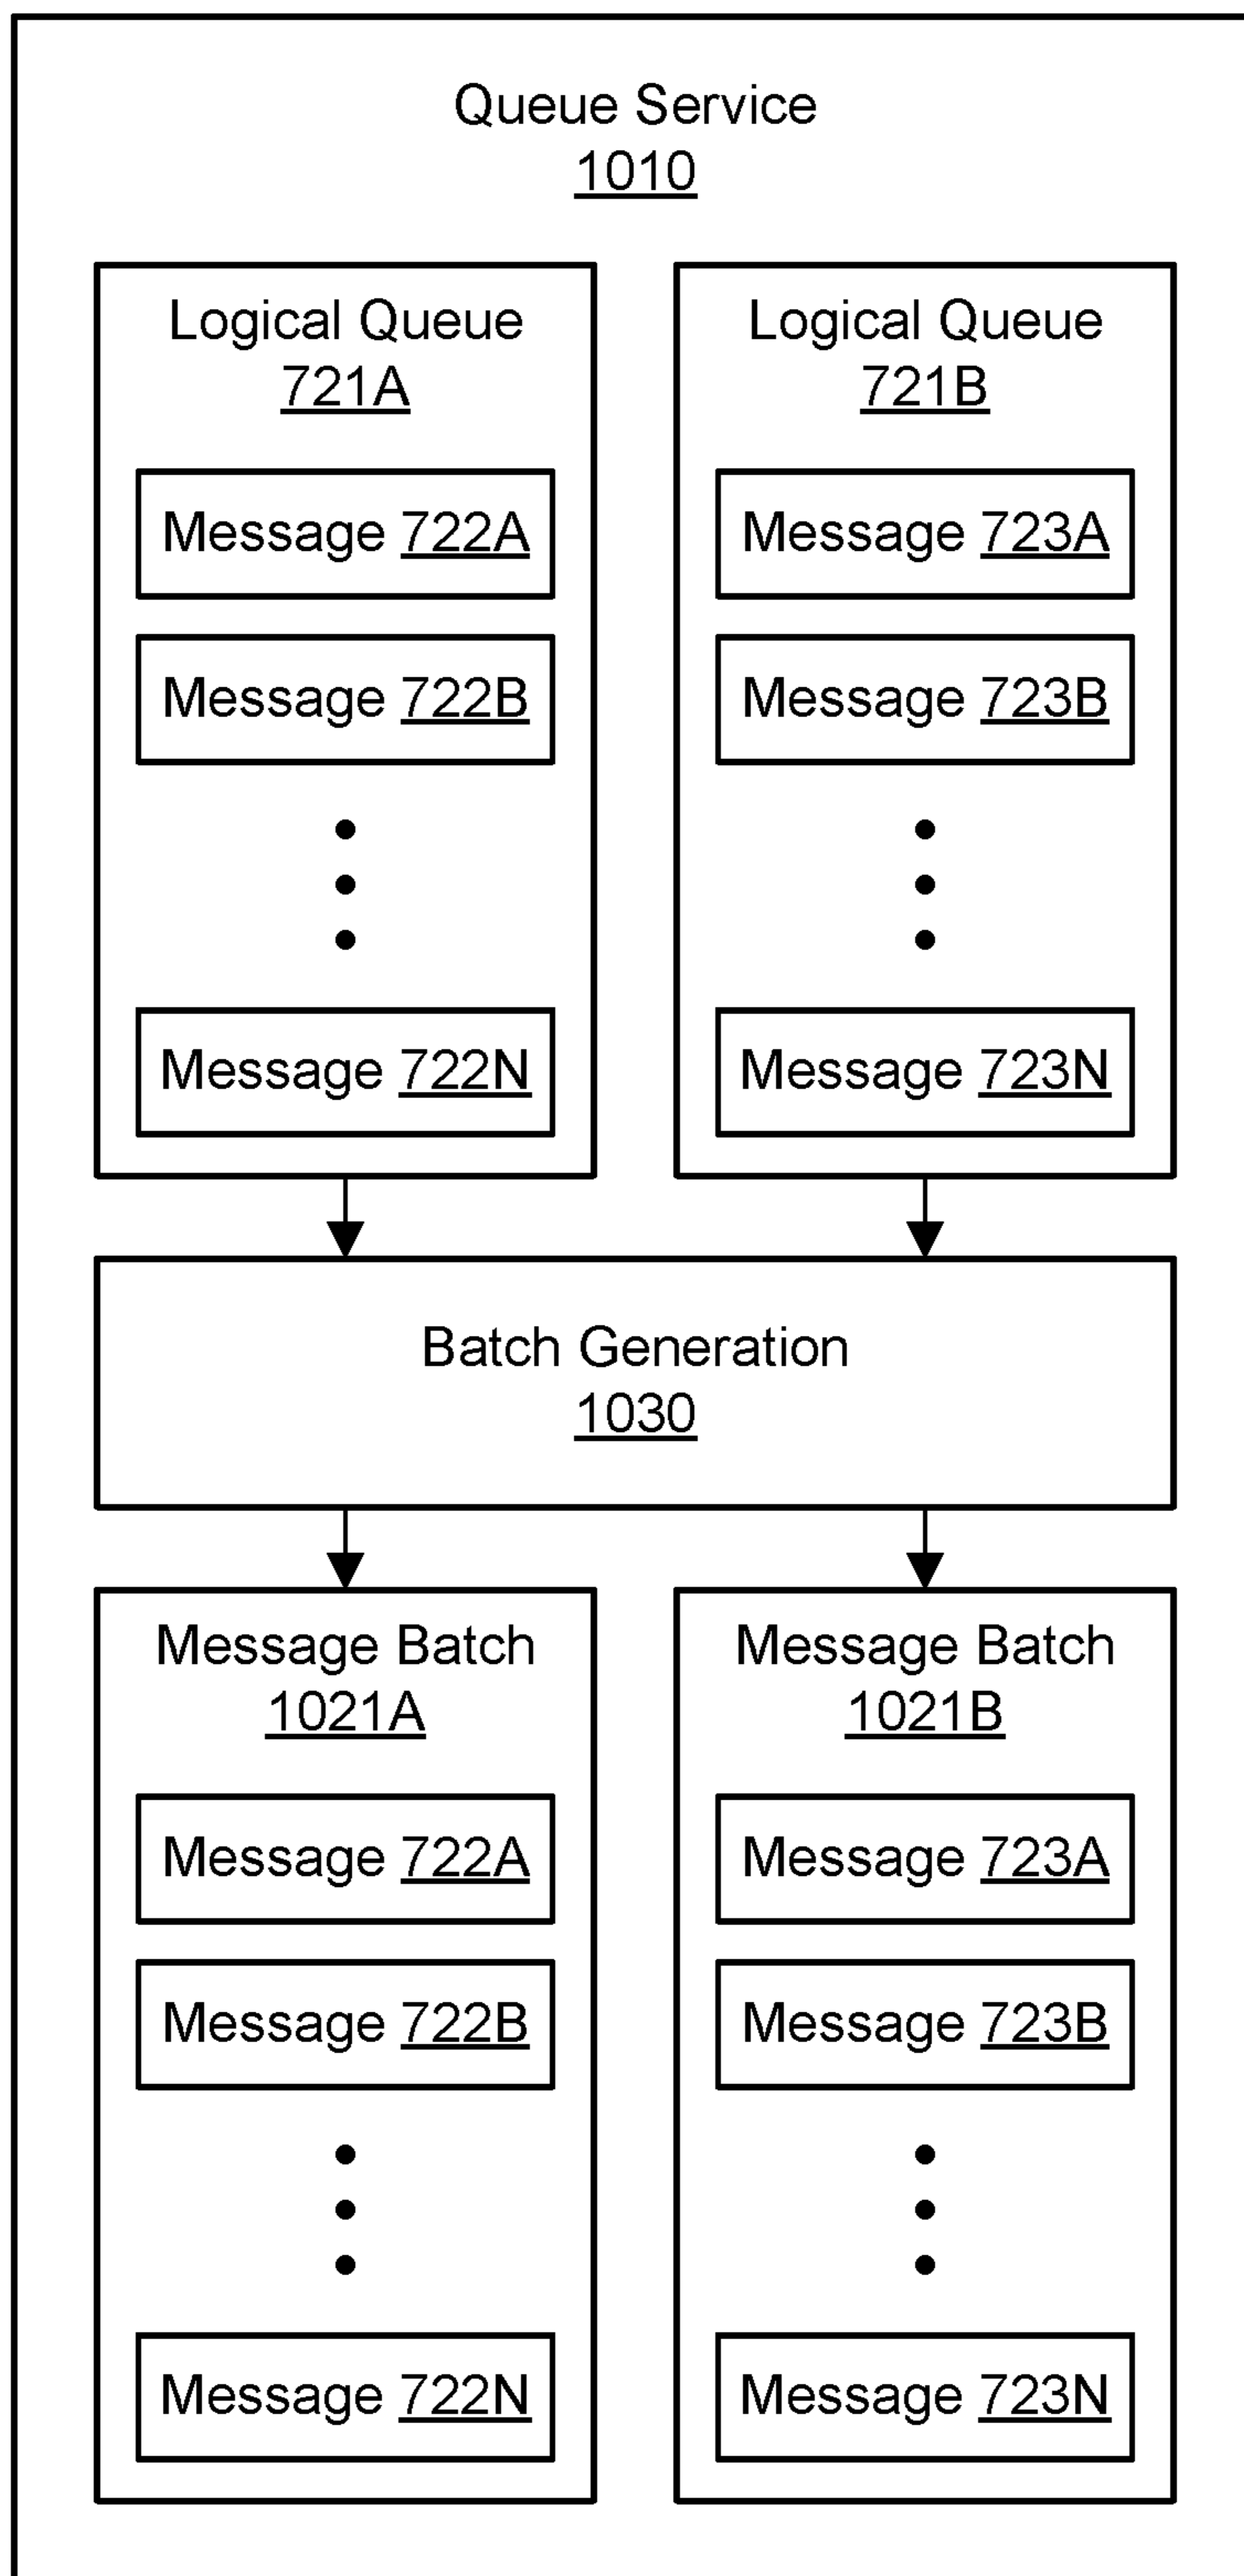 Queue Service
1010
Logical Queue
721A
Message 722A
Message 722B
Message 722N
Logical Queue
721B
Message 723A
Message 723B
Message 723N
Batch Generation
1030
Message Batch
1021A
Message 722A
Message 722B
Message 722N
Message Batch
1021B
Message 723A
Message 723B
Message 723N